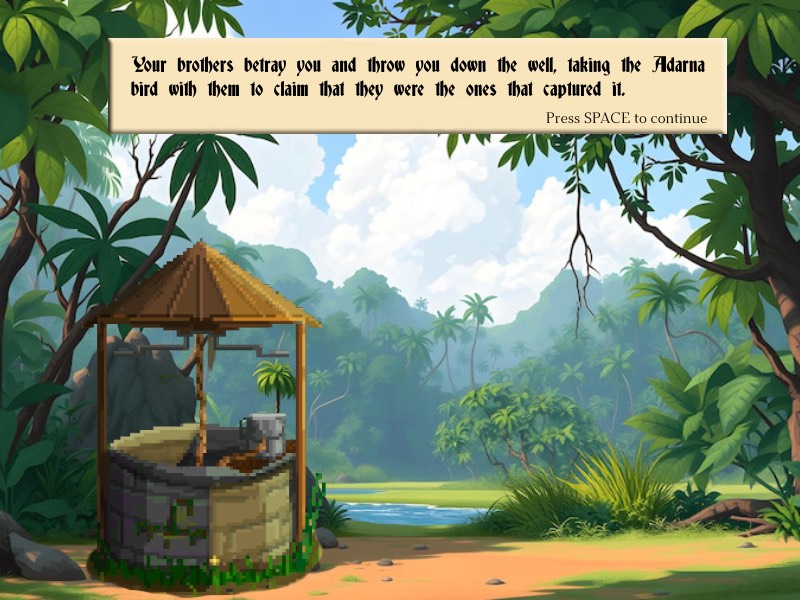 Your brothers betray you and throw you down the well, taking the Adarna
bird with them to claim that they were the ones that captured it.
Press SPACE to continue